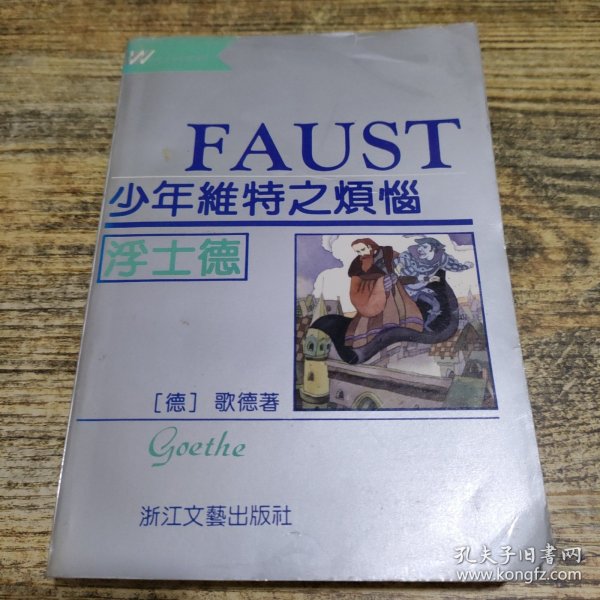 W
FAUST
少年維特之煩惱
浮士德
[德] 歌德著
Goethe
浙江文藝出版社
孔夫子旧书网
www.kongfz.com